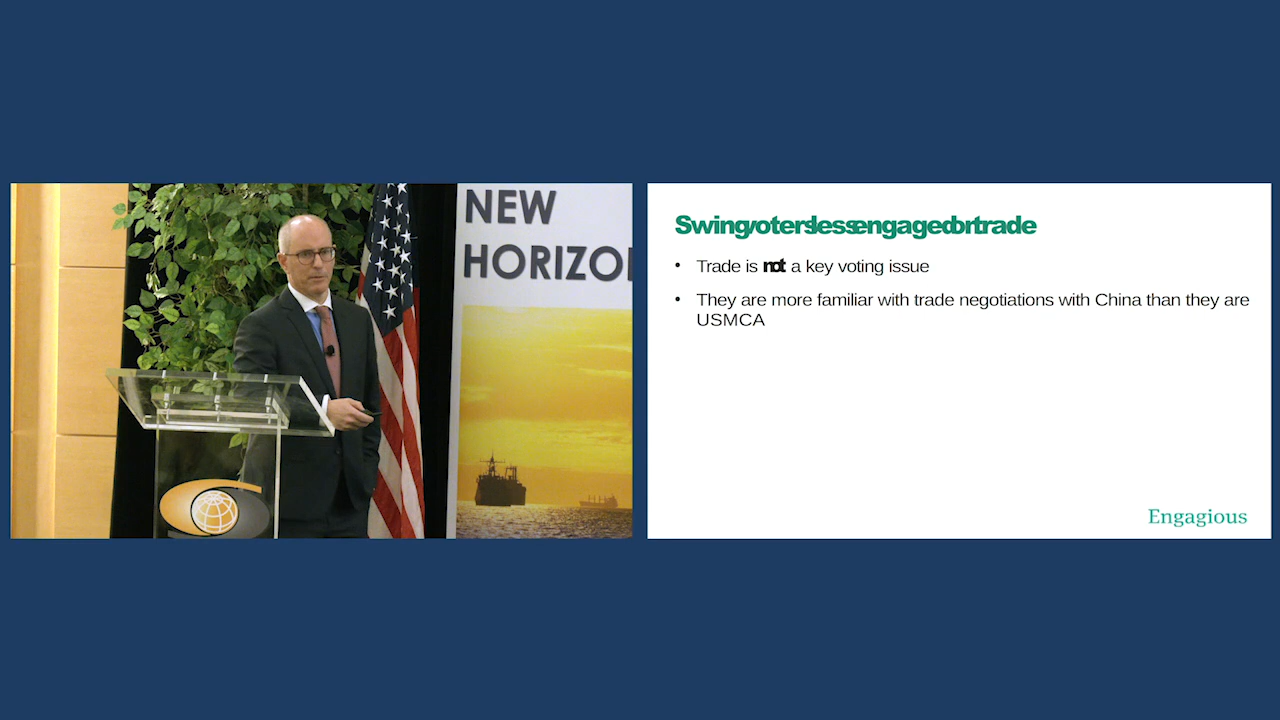 NEW
HORIZO
Swing voters less engaged on trade
• Trade is not a key voting issue
• They are more familiar with trade negotiations with China than they are
USMCA
Engagious